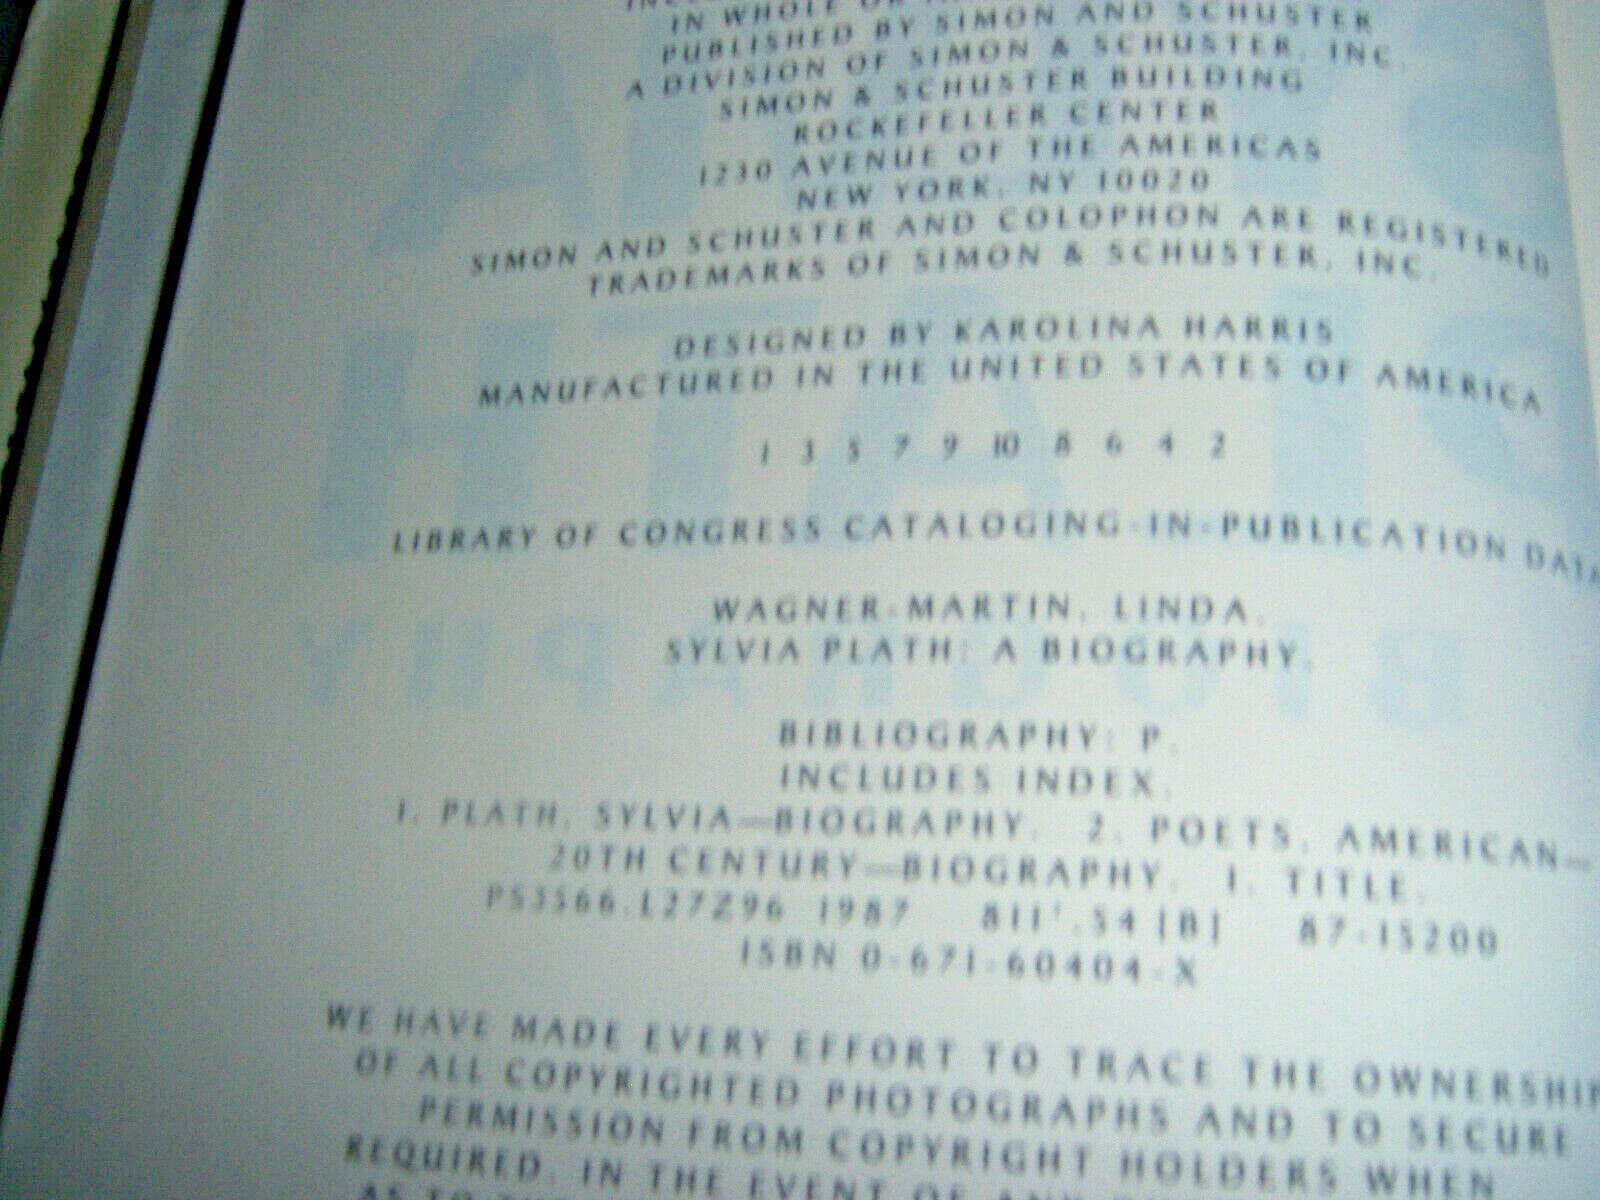 IN WHOLE OR
PUBLISHED BY SIMON AND SCHUSTER
A DIVISION OF SIMON & SCHUSTER, INC.
SIMON & SCHUSTER BUILDING
ROCKEFELLER CENTER
1230 AVENUE OF THE AMERICAS
NEW YORK, NY 10020
SIMON AND SCHUSTER AND COLOPHON ARE REGISTERED
TRADEMARKS OF SIMON & SCHUSTER, INC.
DESIGNED BY KAROLINA HARRIS
MANUFACTURED IN THE UNITED STATES OF AMERICA
1 3 5 7 9 10 8 6 4 2
LIBRARY OF CONGRESS CATALOGING-IN-PUBLICATION DATA
WAGNER-MARTIN, LINDA.
SYLVIA PLATH: A BIOGRAPHY.
BIBLIOGRAPHY: P.
INCLUDES INDEX.
1. PLATH, SYLVIA—BIOGRAPHY. 2. POETS, AMERICAN—
20TH CENTURY—BIOGRAPHY. I. TITLE.
PS3566.L27Z96 1987 811'.54 [B] 87-15200
ISBN 0-671-60404-X
WE HAVE MADE EVERY EFFORT TO TRACE THE OWNERSHIP
OF ALL COPYRIGHTED PHOTOGRAPHS AND TO SECURE
PERMISSION FROM COPYRIGHT HOLDERS WHEN
REQUIRED. IN THE EVENT OF ANY
AS TO